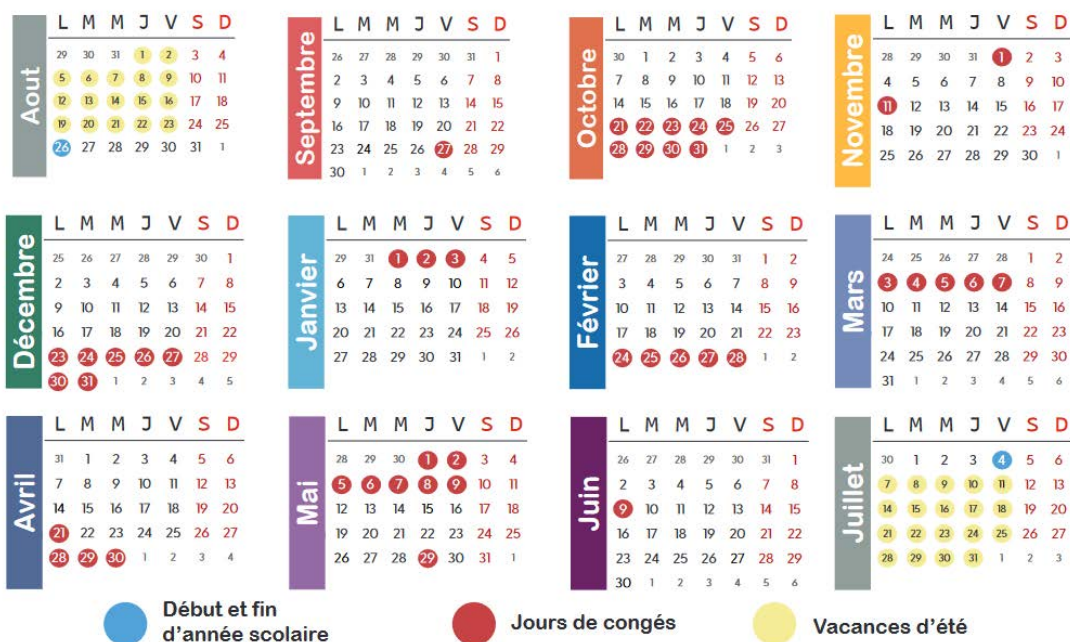 Aout
L M M J V S D
29 30 31 1 2 3 4
5 6 7 8 9 10 11
12 13 14 15 16 17 18
19 20 21 22 23 24 25
26 27 28 29 30 31 1
Septembre
L M M J V S D
26 27 28 29 30 31 1
2 3 4 5 6 7 8
9 10 11 12 13 14 15
16 17 18 19 20 21 22
23 24 25 26 27 28 29
30 1 2 3 4 5 6
Octobre
L M M J V S D
30 1 2 3 4 5 6
7 8 9 10 11 12 13
14 15 16 17 18 19 20
21 22 23 24 25 26 27
28 29 30 31 1 2 3
Novembre
L M M J V S D
28 29 30 31 1 2 3
4 5 6 7 8 9 10
11 12 13 14 15 16 17
18 19 20 21 22 23 24
25 26 27 28 29 30 1
Décembre
L M M J V S D
25 26 27 28 29 30 1
2 3 4 5 6 7 8
9 10 11 12 13 14 15
16 17 18 19 20 21 22
23 24 25 26 27 28 29
30 31 1 2 3 4 5
Janvier
L M M J V S D
29 31 1 2 3 4 5
6 7 8 9 10 11 12
13 14 15 16 17 18 19
20 21 22 23 24 25 26
27 28 29 30 31 1 2
Février
L M M J V S D
27 28 29 30 31 1 2
3 4 5 6 7 8 9
10 11 12 13 14 15 16
17 18 19 20 21 22 23
24 25 26 27 28 1 2
Mars
L M M J V S D
24 25 26 27 28 1 2
3 4 5 6 7 8 9
10 11 12 13 14 15 16
17 18 19 20 21 22 23
24 25 26 27 28 29 30
31 1 2 3 4 5 6
Avril
L M M J V S D
31 1 2 3 4 5 6
7 8 9 10 11 12 13
14 15 16 17 18 19 20
21 22 23 24 25 26 27
28 29 30 1 2 3 4
Mai
L M M J V S D
28 29 30 1 2 3 4
5 6 7 8 9 10 11
12 13 14 15 16 17 18
19 20 21 22 23 24 25
26 27 28 29 30 31 1
Juin
L M M J V S D
26 27 28 29 30 31 1
2 3 4 5 6 7 8
9 10 11 12 13 14 15
16 17 18 19 20 21 22
23 24 25 26 27 28 29
30 1 2 3 4 5 6
Juillet
L M M J V S D
30 1 2 3 4 5 6
7 8 9 10 11 12 13
14 15 16 17 18 19 20
21 22 23 24 25 26 27
28 29 30 31 1 2 3
Début et fin
d'année scolaire
Jours de congés
Vacances d'été